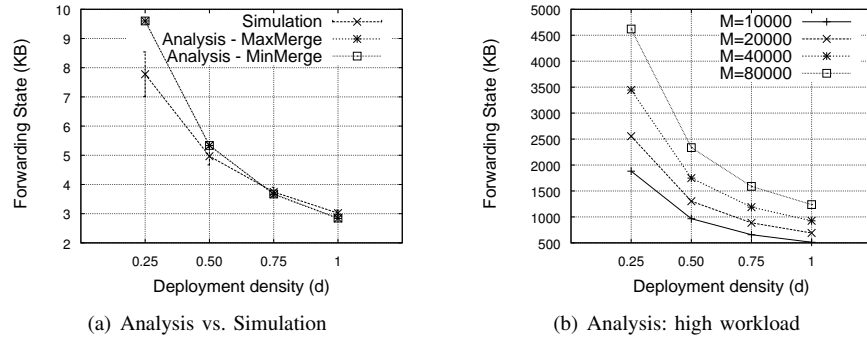 Forwarding State (KB)
10
9
8
7
6
5
4
3
2
Simulation
Analysis - MaxMerge
Analysis - MinMerge
0.25 0.50 0.75 1
Deployment density (d)
(a) Analysis vs. Simulation
Forwarding State (KB)
5000
4500
4000
3500
3000
2500
2000
1500
1000
500
M=10000
M=20000
M=40000
M=80000
0.25 0.50 0.75 1
Deployment density (d)
(b) Analysis: high workload